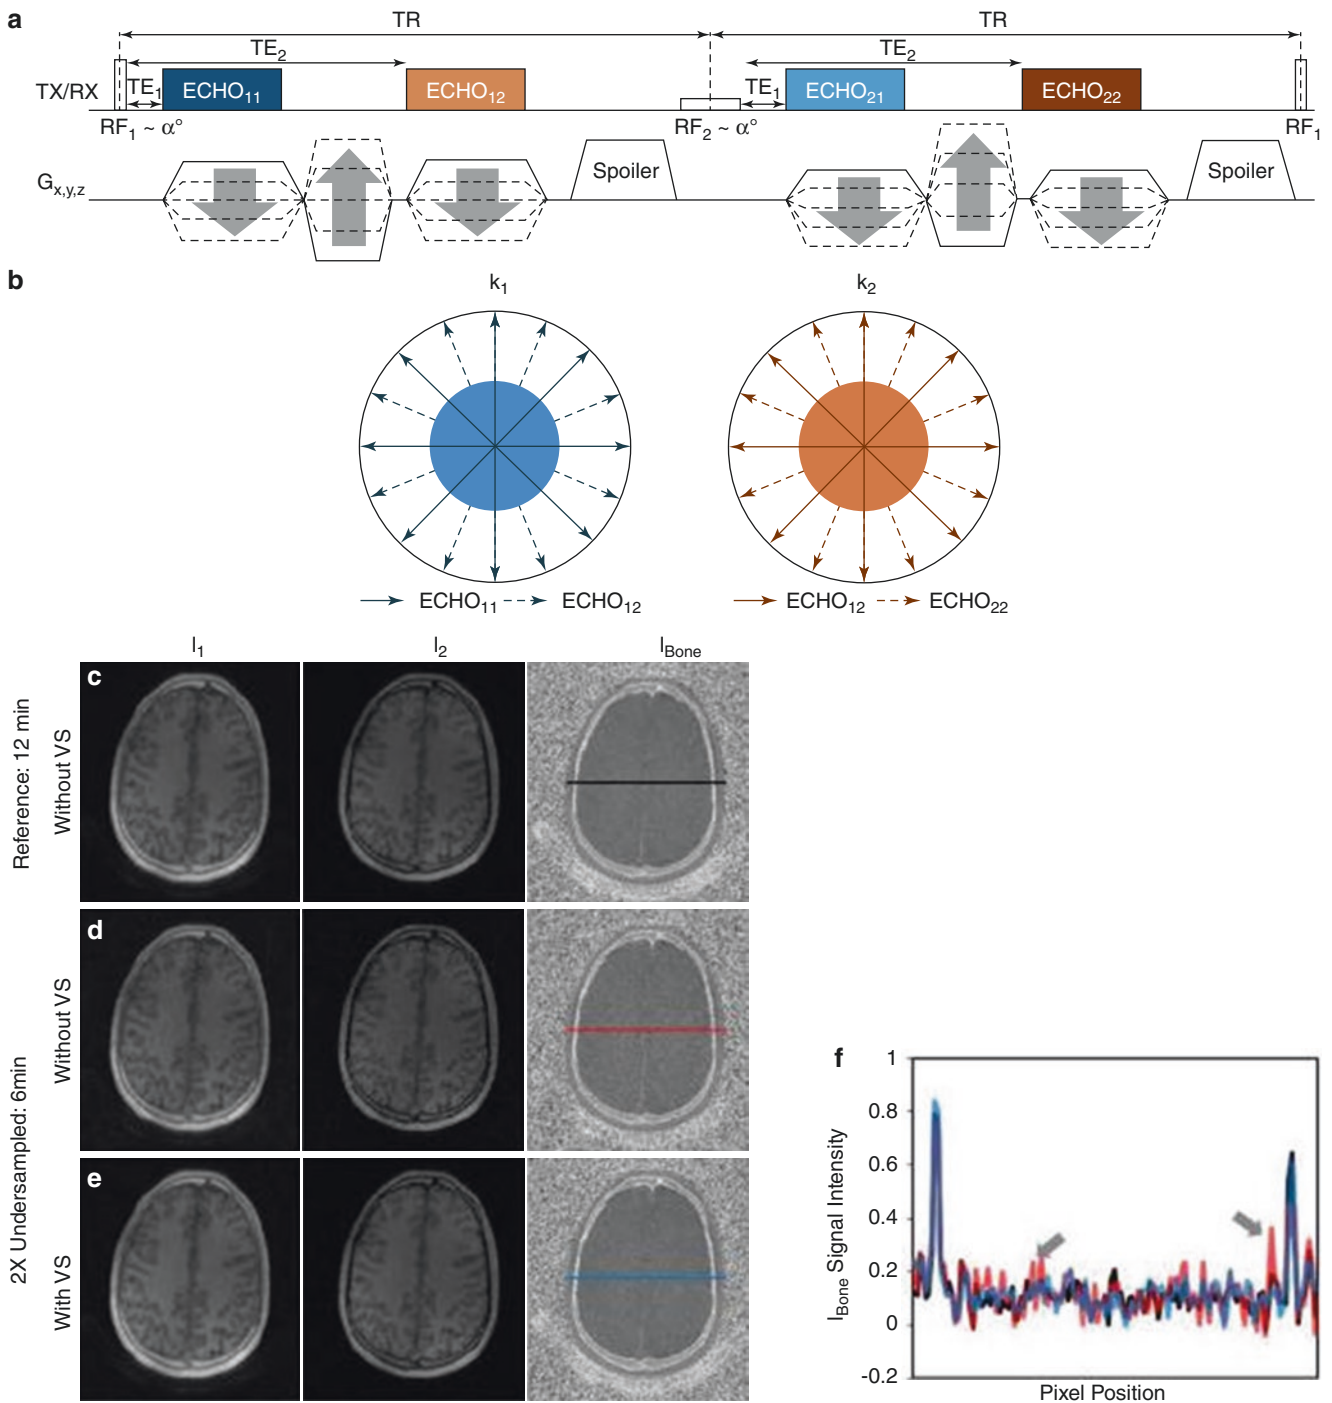 a
TR TR
TE2 TE2
TX/RX TE1 ECHO11 ECHO12 TE1 ECHO21 ECHO22
RF1 ~ α° RF2 ~ α° RF1
Gx,y,z Spoiler Spoiler
b
k1 k2
ECHO11 ECHO12 ECHO12 ECHO22
I1 I2 IBone
Reference: 12 min
Without VS
c
2X Undersampled: 6min
Without VS
d
With VS
e
f
IBone Signal Intensity
1
0.8
0.6
0.4
0.2
0
-0.2
Pixel Position